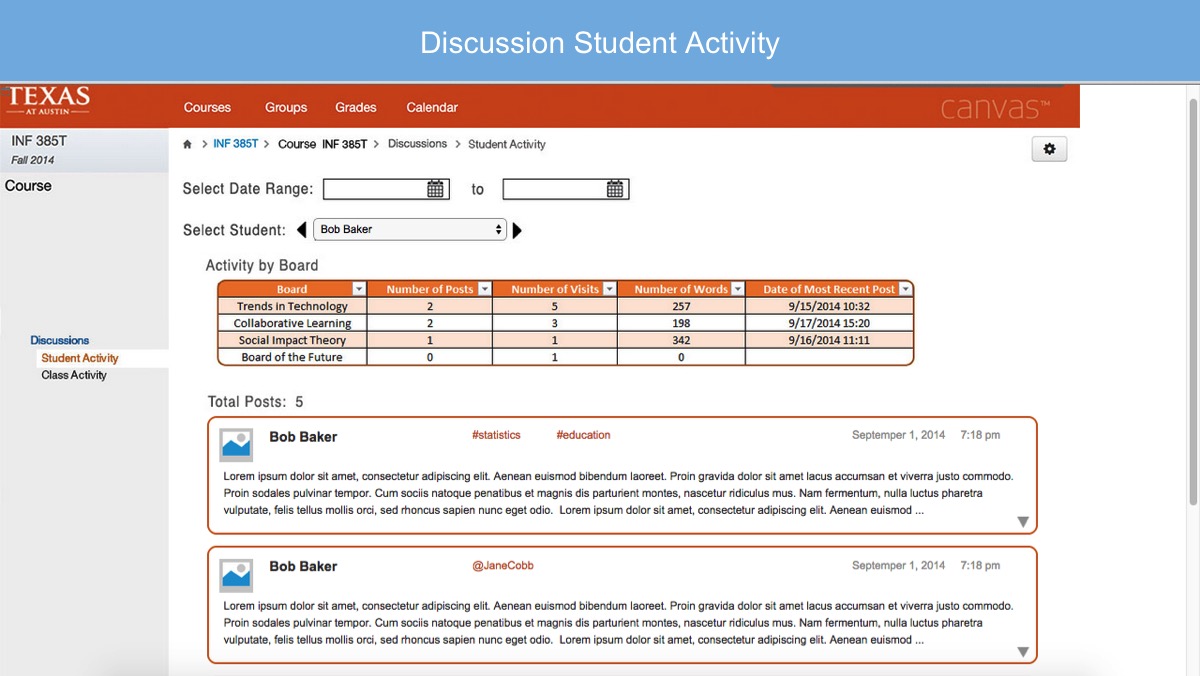 Discussion Student Activity
TEXAS
AT AUSTIN
Courses Groups Grades Calendar canvas™
INF 385T
Fall 2014
Course
Discussions
Student Activity
Class Activity
> INF 385T > Course INF 385T > Discussions > Student Activity
Select Date Range: to
Select Student: Bob Baker
Activity by Board
Board Number of Posts Number of Visits Number of Words Date of Most Recent Post
Trends in Technology 2 5 257 9/15/2014 10:32
Collaborative Learning 2 3 198 9/17/2014 15:20
Social Impact Theory 1 1 342 9/16/2014 11:11
Board of the Future 0 1 0
Total Posts: 5
Bob Baker #statistics #education Septemper 1, 2014 7:18 pm
Lorem ipsum dolor sit amet, consectetur adipiscing elit. Aenean euismod bibendum laoreet. Proin gravida dolor sit amet lacus accumsan et viverra justo commodo.
Proin sodales pulvinar tempor. Cum sociis natoque penatibus et magnis dis parturient montes, nascetur ridiculus mus. Nam fermentum, nulla luctus pharetra
vulputate, felis tellus mollis orci, sed rhoncus sapien nunc eget odio. Lorem ipsum dolor sit amet, consectetur adipiscing elit. Aenean euismod ...
Bob Baker @JaneCobb Septemper 1, 2014 7:18 pm
Lorem ipsum dolor sit amet, consectetur adipiscing elit. Aenean euismod bibendum laoreet. Proin gravida dolor sit amet lacus accumsan et viverra justo commodo.
Proin sodales pulvinar tempor. Cum sociis natoque penatibus et magnis dis parturient montes, nascetur ridiculus mus. Nam fermentum, nulla luctus pharetra
vulputate, felis tellus mollis orci, sed rhoncus sapien nunc eget odio. Lorem ipsum dolor sit amet, consectetur adipiscing elit. Aenean euismod ...